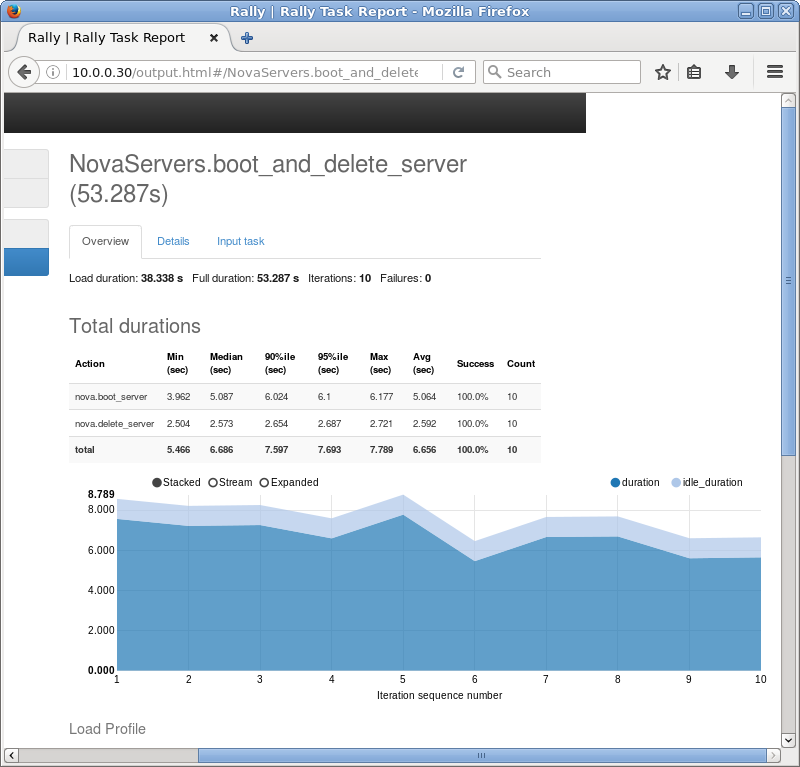 Rally | Rally Task Report - Mozilla Firefox
Rally | Rally Task Report
10.0.0.30/output.html#/NovaServers.boot_and_delete
Search
NovaServers.boot_and_delete_server
(53.287s)
Overview Details Input task
Load duration: 38.338 s Full duration: 53.287 s Iterations: 10 Failures: 0
Total durations
Action Min (sec) Median (sec) 90%ile (sec) 95%ile (sec) Max (sec) Avg (sec) Success Count
nova.boot_server 3.962 5.087 6.024 6.1 6.177 5.064 100.0% 10
nova.delete_server 2.504 2.573 2.654 2.687 2.721 2.592 100.0% 10
total 5.466 6.686 7.597 7.693 7.789 6.656 100.0% 10
Stacked Stream Expanded duration idle_duration
8.789
8.000
6.000
4.000
2.000
0.000
1 2 3 4 5 6 7 8 9 10
Iteration sequence number
Load Profile